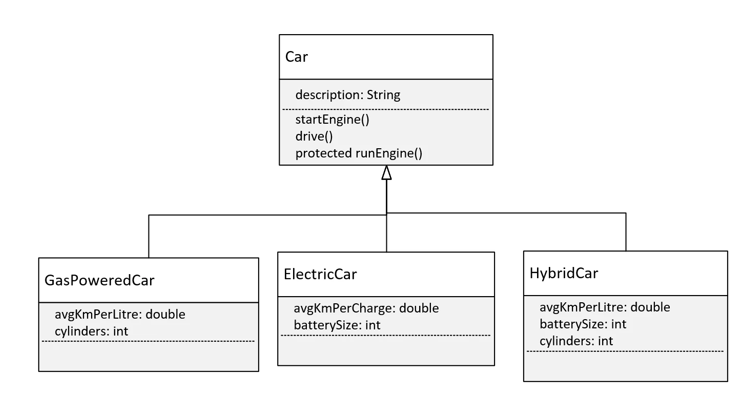 Car
description: String
startEngine()
drive()
protected runEngine()
GasPoweredCar
avgKmPerLitre: double
cylinders: int
ElectricCar
avgKmPerCharge: double
batterySize: int
HybridCar
avgKmPerLitre: double
batterySize: int
cylinders: int